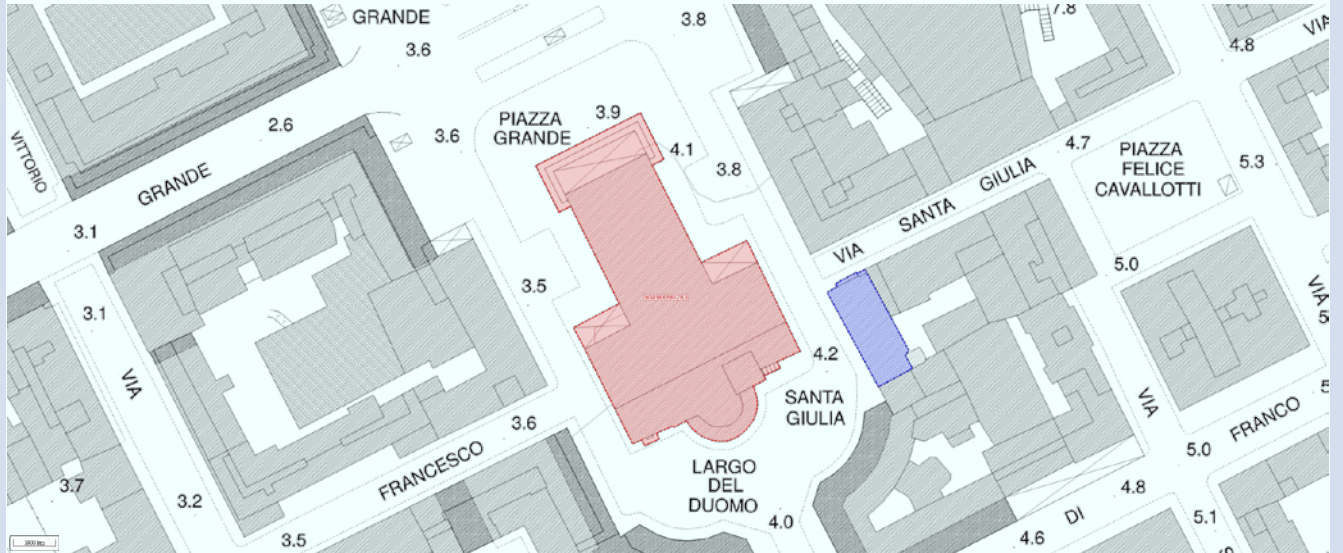 GRANDE
3.8
7.8
VIA
3.6
4.8
3.9
PIAZZA
GRANDE
2.6
3.6
4.1
4.7
PIAZZA
FELICE
CAVALLOTTI
5.3
VITTORIO
GRANDE
3.8
VIA SANTA GIULIA
3.1
5.0
3.5
VIA
3.1
4.2
VIA
SANTA
GIULIA
VIA
FRANCO
3.6
FRANCESCO
5.0
LARGO
DEL
DUOMO
3.7
3.2
4.8
4.0
DI
5.1
3.5
4.6